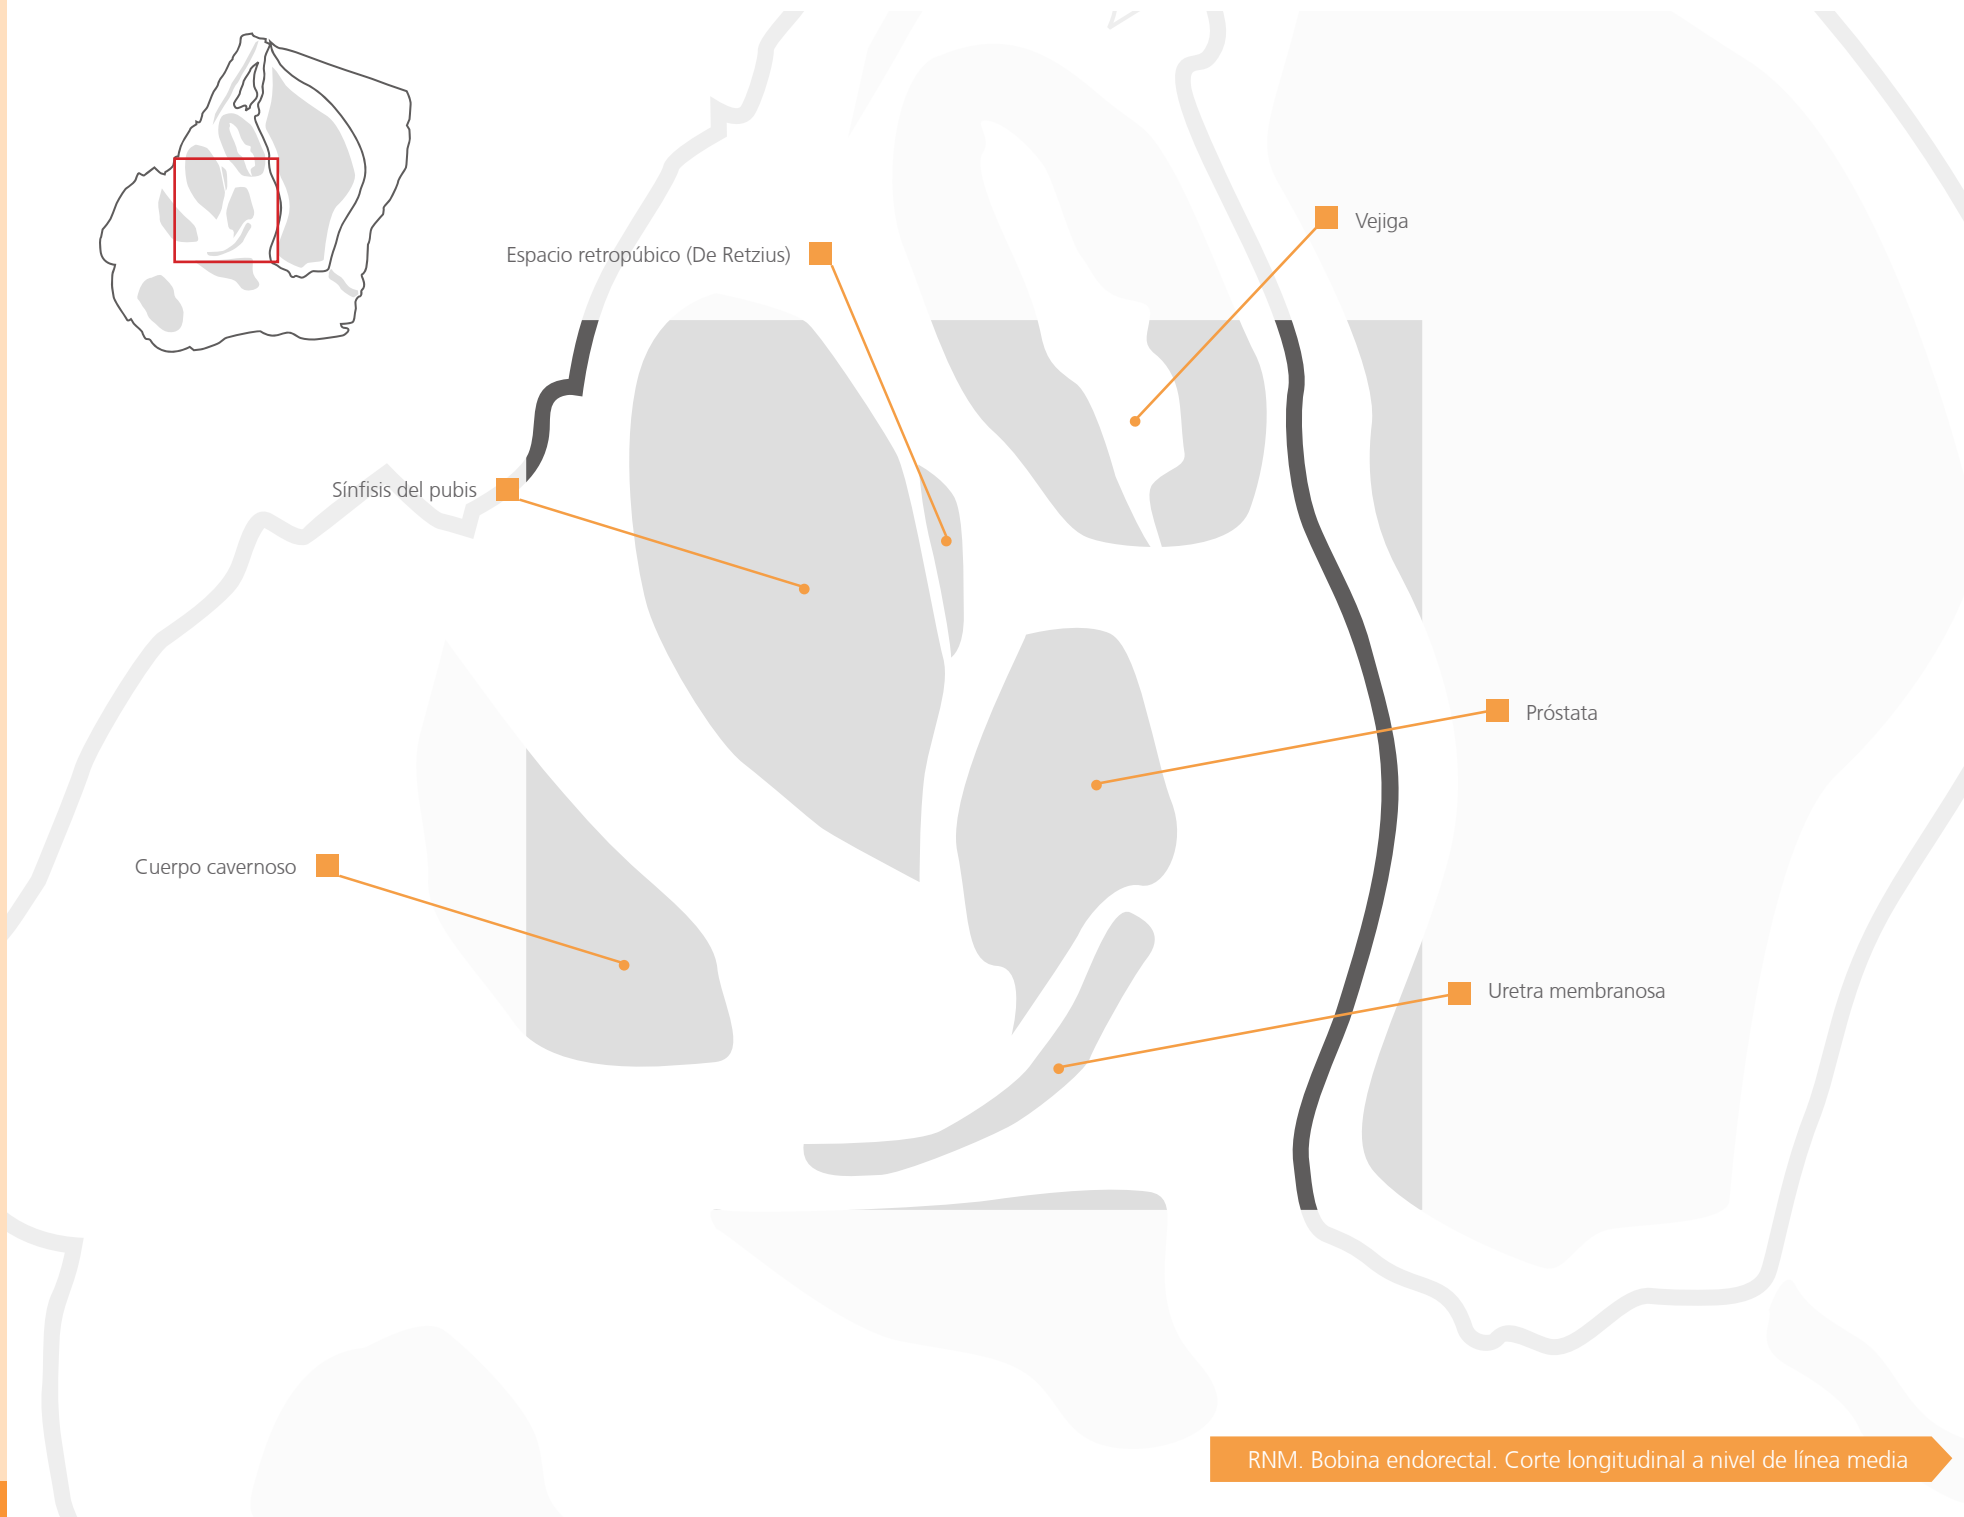 Vejiga
Espacio retropúbico (De Retzius)
Sínfisis del pubis
Próstata
Cuerpo cavernoso
Uretra membranosa
RNM. Bobina endorectal. Corte longitudinal a nivel de línea media